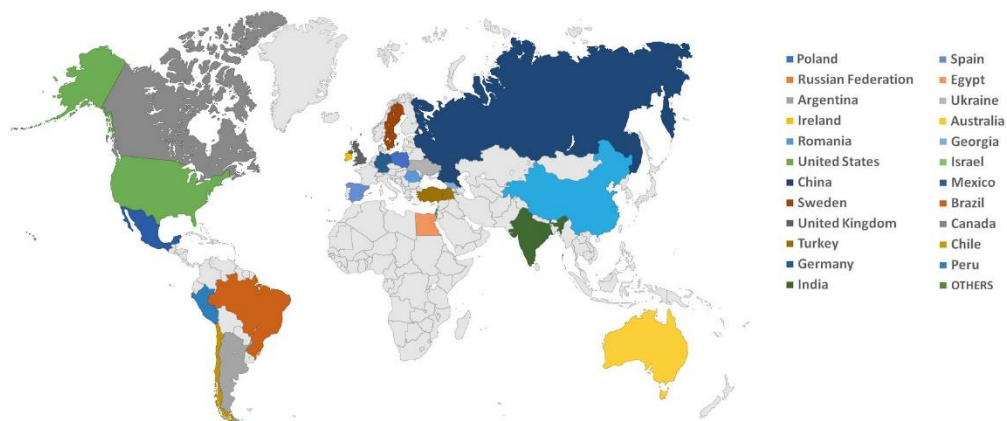 Poland
Russian Federation
Argentina
Ireland
Romania
United States
China
Sweden
United Kingdom
Turkey
Germany
India
Spain
Egypt
Ukraine
Australia
Georgia
Israel
Mexico
Brazil
Canada
Chile
Peru
OTHERS